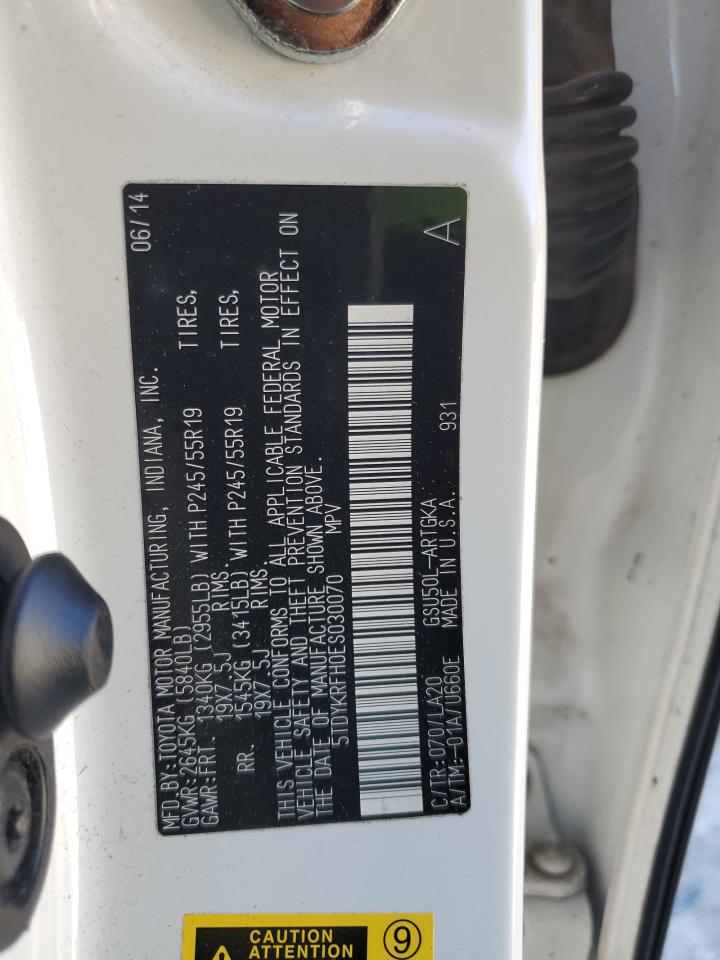 MFD.BY:TOYOTA MOTOR MANUFACTURING, INDIANA, INC. 06/14
GVWR:2645KG (5840LB)
GAWR:FRT. 1340KG (2955LB) WITH P245/55R19 TIRES,
19X7.5J RIMS.
RR. 1545KG (3415LB) WITH P245/55R19 TIRES,
19X7.5J RIMS.
THIS VEHICLE CONFORMS TO ALL APPLICABLE FEDERAL MOTOR
VEHICLE SAFETY AND THEFT PREVENTION STANDARDS IN EFFECT ON
THE DATE OF MANUFACTURE SHOWN ABOVE.
5TDYKRFH0ES030070 MPV
C/TR:070/LA20 GSU50L-ARTGKA A
A/TM:-01A/U660E MADE IN U.S.A. 931
CAUTION
ATTENTION
9